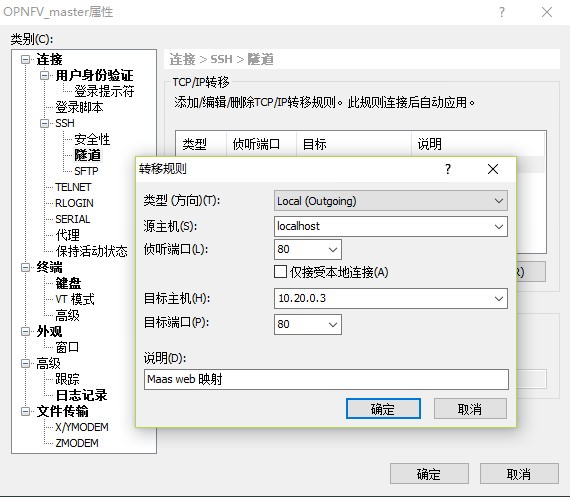 OPNFV_master属性
类别(C):
连接
用户身份验证
登录提示符
登录脚本
SSH
安全性
隧道
SFTP
TELNET
RLOGIN
SERIAL
代理
保持活动状态
终端
键盘
VT 模式
高级
外观
窗口
高级
跟踪
日志记录
文件传输
X/YMODEM
ZMODEM
连接 > SSH > 隧道
TCP/IP转移
添加/编辑/删除TCP/IP转移规则。此规则连接后自动应用。
类型 侦听端口 目标 说明
转移规则
类型 (方向)(T): Local (Outgoing)
源主机(S): localhost
侦听端口(L): 80
仅接受本地连接(A)
目标主机(H): 10.20.0.3
目标端口(P): 80
说明(D):
Maas web 映射
确定 取消
R)
确定 取消